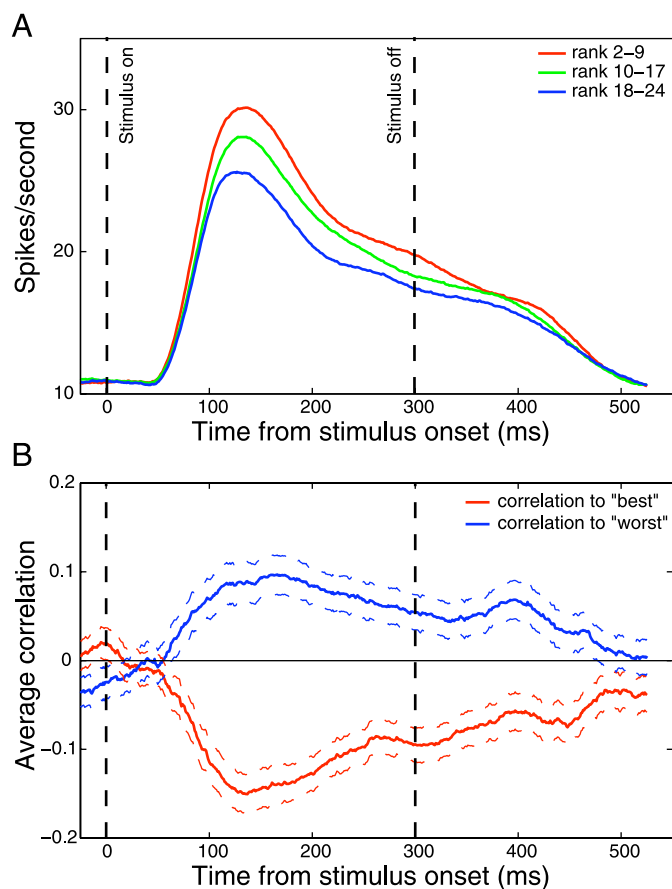 A
Stimulus on
Stimulus off
rank 2–9
rank 10–17
rank 18–24
Spikes/second
30
20
10
0
100
200
300
400
500
Time from stimulus onset (ms)
B
correlation to "best"
correlation to "worst"
Average correlation
0.2
0.1
0
−0.1
−0.2
0
100
200
300
400
500
Time from stimulus onset (ms)